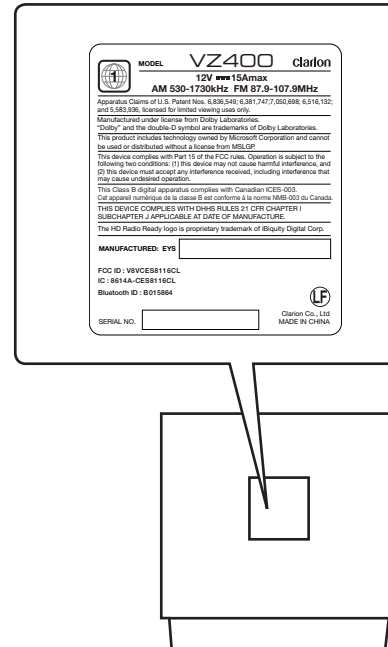 1
MODEL VZ400 Clarion
12V 15Amax
AM 530-1730kHz FM 87.9-107.9MHz
Apparatus Claims of U.S. Patent Nos. 6,836,549; 6,381,747;7,050,698; 6,516,132;
and 5,583,936, licensed for limited viewing uses only.
Manufactured under license from Dolby Laboratories.
"Dolby" and the double-D symbol are trademarks of Dolby Laboratories.
This product includes technology owned by Microsoft Corporation and cannot
be used or distributed without a license from MSLGP.
This device complies with Part 15 of the FCC rules. Operation is subject to the
following two conditions: (1) this device may not cause harmful interference, and
(2) this device must accept any interference received, including interference that
may cause undesired operation.
This Class B digital apparatus complies with Canadian ICES-003.
Cet appareil numérique de la classe B est conforme à la norme NMB-003 du Canada.
THIS DEVICE COMPLIES WITH DHHS RULES 21 CFR CHAPTER I
SUBCHAPTER J APPLICABLE AT DATE OF MANUFACTURE.
The HD Radio Ready logo is proprietary trademark of iBiquity Digital Corp.
MANUFACTURED: EYS
FCC ID : V8VCES8116CL
IC : 8614A-CES8116CL
Bluetooth ID : B015864
LF
SERIAL NO.
Clarion Co., Ltd
MADE IN CHINA